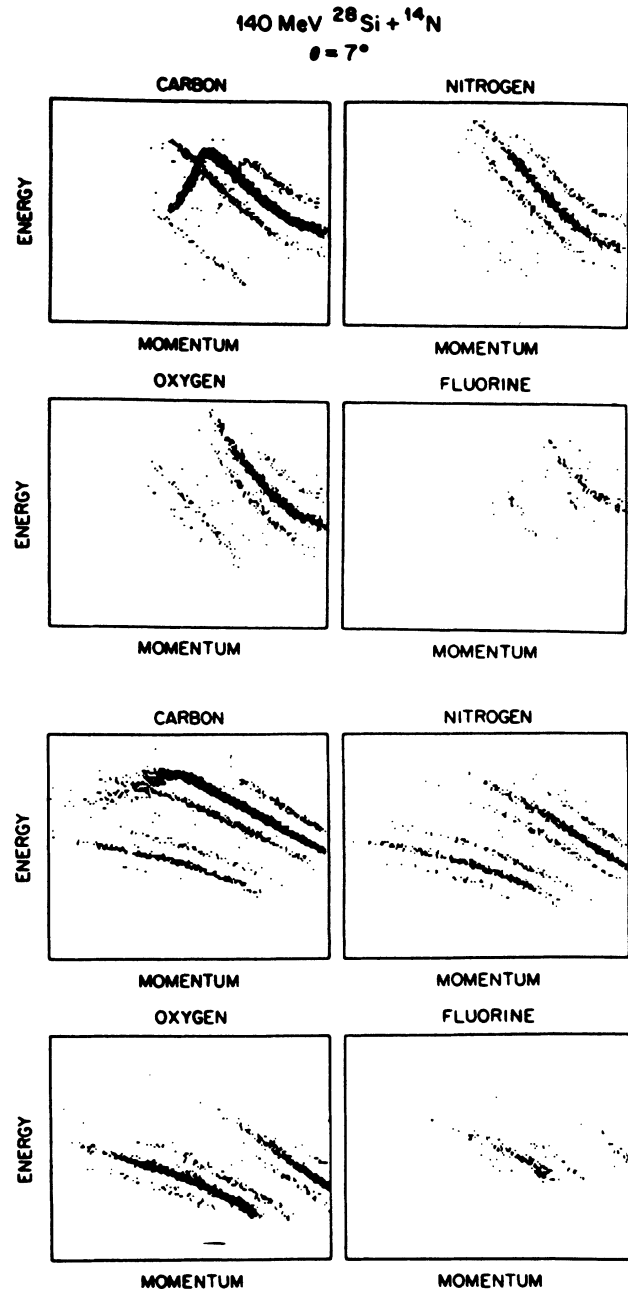 140 MeV ²⁸Si + ¹⁴N
θ = 7°
CARBON
NITROGEN
ENERGY
MOMENTUM
MOMENTUM
OXYGEN
FLUORINE
ENERGY
MOMENTUM
MOMENTUM
CARBON
NITROGEN
ENERGY
MOMENTUM
MOMENTUM
OXYGEN
FLUORINE
ENERGY
MOMENTUM
MOMENTUM